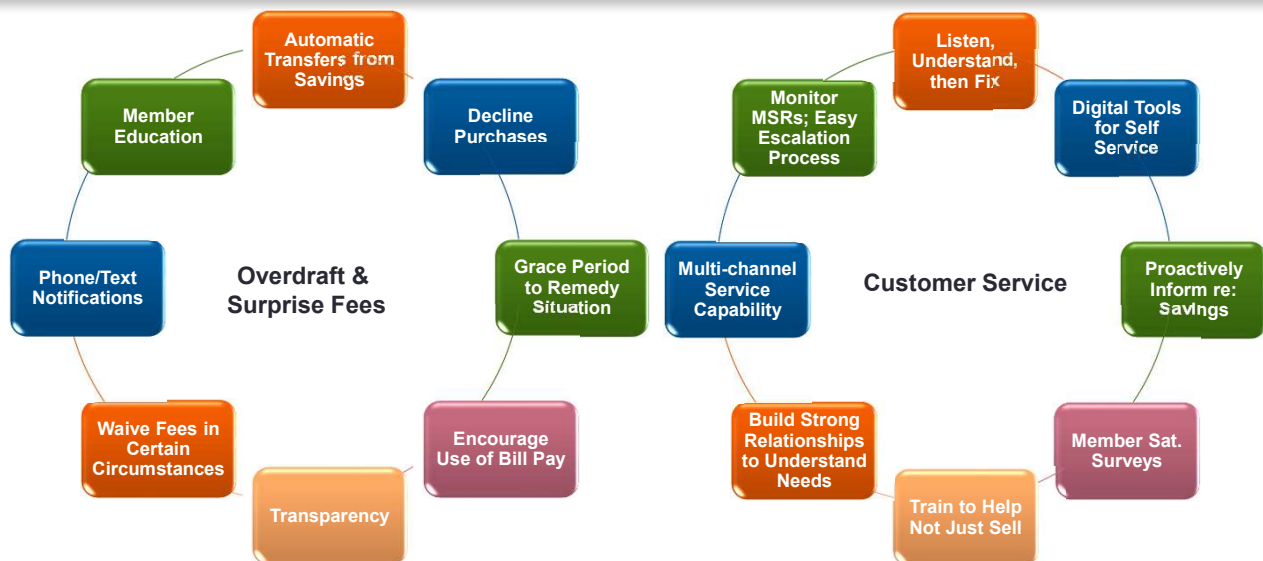 Automatic
Transfers from
Savings
Decline
Purchases
Grace Period
to Remedy
Situation
Encourage
Use of Bill Pay
Transparency
Waive Fees in
Certain
Circumstances
Phone/Text
Notifications
Member
Education
Overdraft &
Surprise Fees
Listen,
Understand,
then Fix
Digital Tools
for Self
Service
Proactively
Inform re:
Savings
Member Sat.
Surveys
Train to Help
Not Just Sell
Build Strong
Relationships
to Understand
Needs
Multi-channel
Service
Capability
Monitor
MSRs; Easy
Escalation
Process
Customer Service